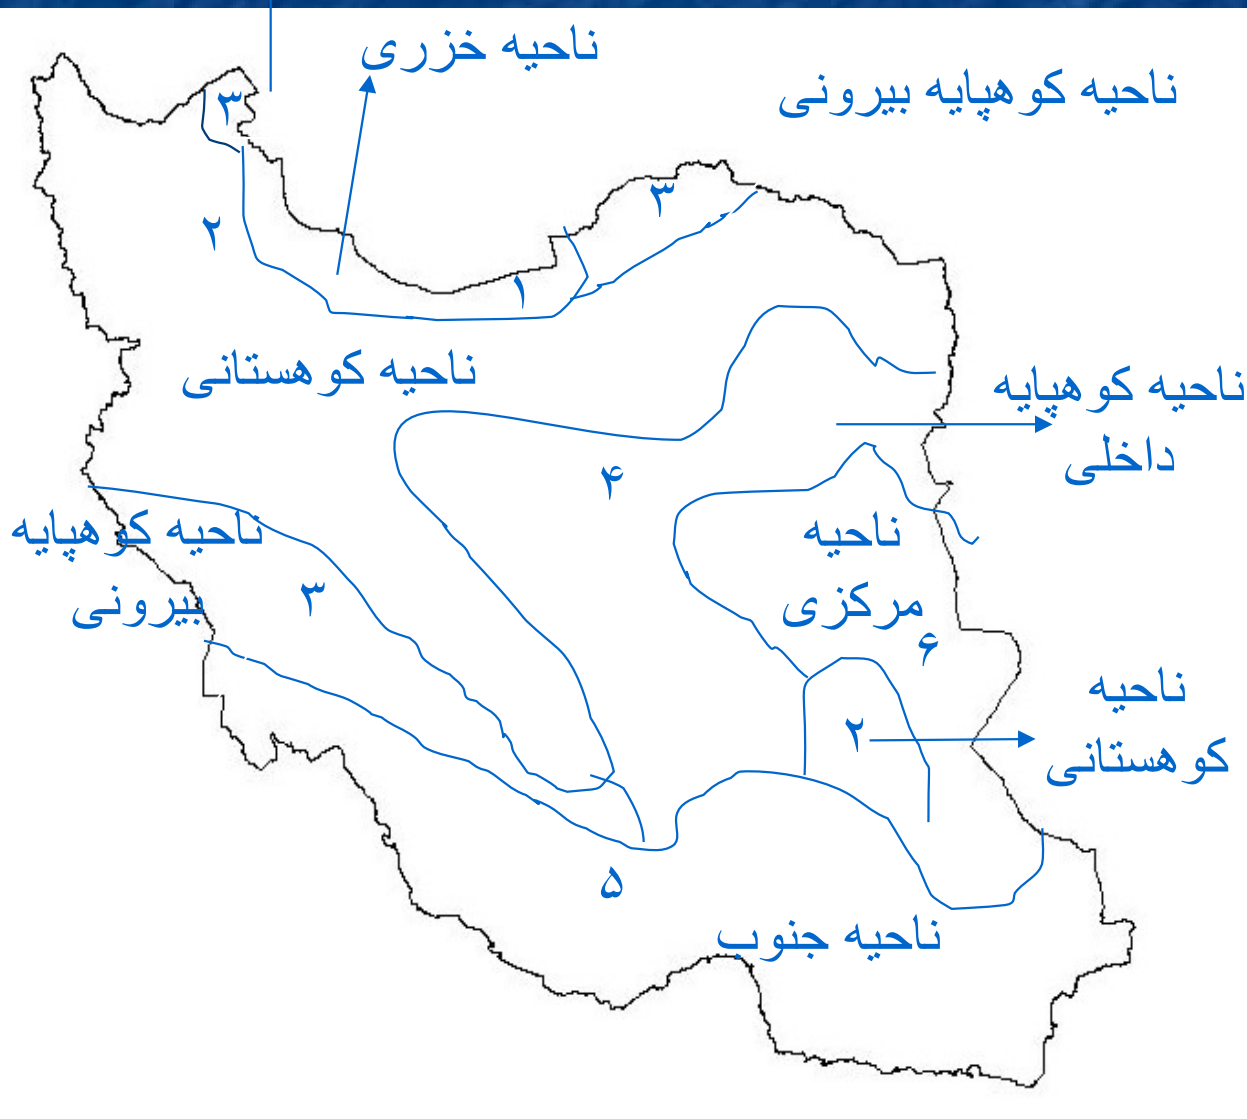 ناحیه خزری
ناحیه کوهپایه بیرونی
۳
۳
۲
۱
ناحیه کوهستانی
ناحیه کوهپایه
داخلی
۴
ناحیه
مرکزی
۶
ناحیه کوهپایه
بیرونی
۳
ناحیه
کوهستانی
۲
۵
ناحیه جنوب